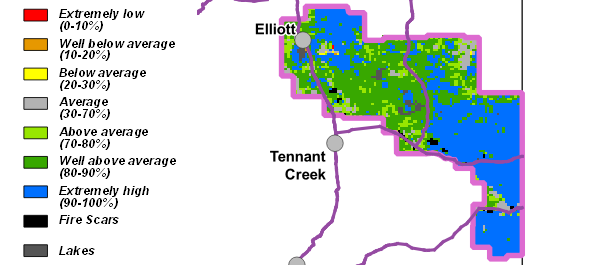 Extremely low
(0-10%)
Well below average
(10-20%)
Below average
(20-30%)
Average
(30-70%)
Above average
(70-80%)
Well above average
(80-90%)
Extremely high
(90-100%)
Fire Scars
Lakes
Elliott
Tennant
Creek